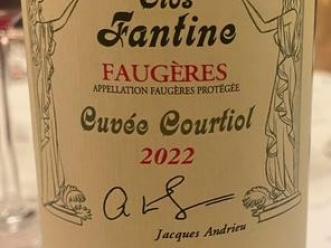 Clos
Fantine
FAUGÈRES
APPELLATION FAUGÈRES PROTÉGÉE
Cuvée Courtiol
2022
Jacques Andrieu